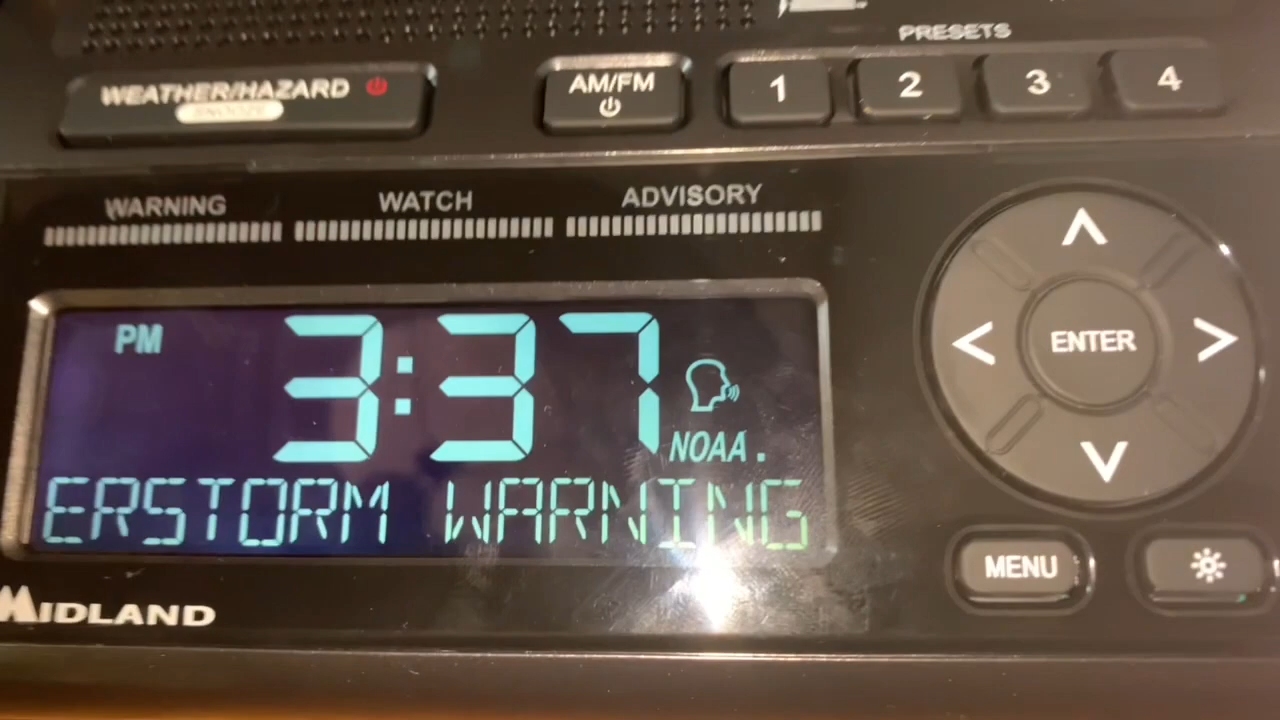 PRESETS
WEATHER/HAZARD
SNOOZE
AM/FM
1 2 3 4
WARNING WATCH ADVISORY
PM 3:37
NOAA.
ERSTORM WARNING
ENTER
MENU
MIDLAND